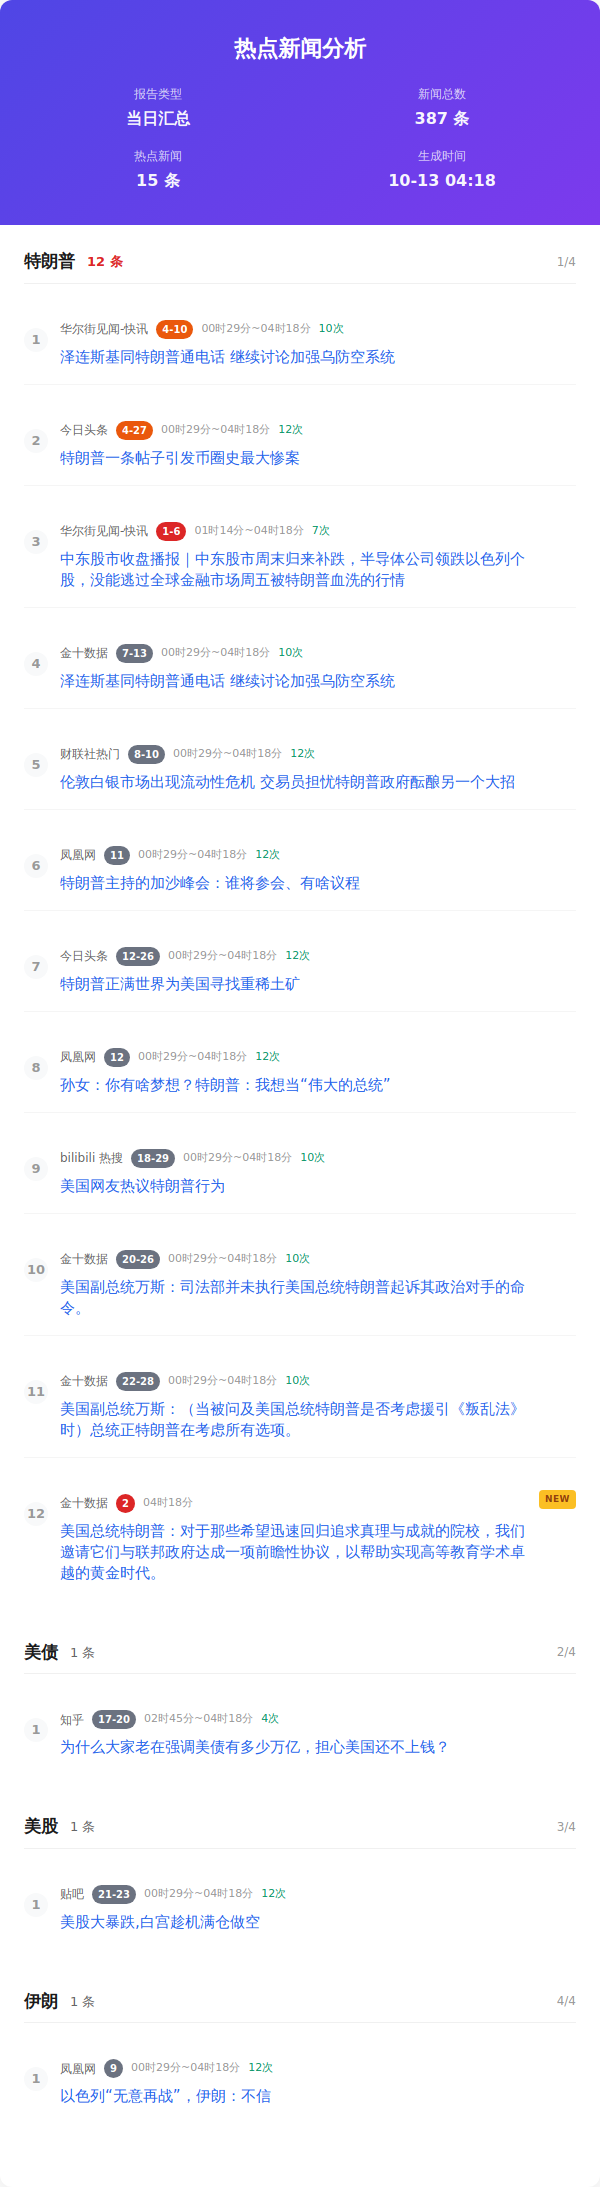 热点新闻分析
报告类型
新闻总数
当日汇总
387 条
热点新闻
生成时间
15 条
10-13 04:18
特朗普 12 条 1/4
1
华尔街见闻-快讯 4-10 00时29分~04时18分 10次
泽连斯基同特朗普通电话 继续讨论加强乌防空系统
2
今日头条 4-27 00时29分~04时18分 12次
特朗普一条帖子引发币圈史最大惨案
3
华尔街见闻-快讯 1-6 01时14分~04时18分 7次
中东股市收盘播报｜中东股市周末归来补跌，半导体公司领跌以色列个
股，没能逃过全球金融市场周五被特朗普血洗的行情
4
金十数据 7-13 00时29分~04时18分 10次
泽连斯基同特朗普通电话 继续讨论加强乌防空系统
5
财联社热门 8-10 00时29分~04时18分 12次
伦敦白银市场出现流动性危机 交易员担忧特朗普政府酝酿另一个大招
6
凤凰网 11 00时29分~04时18分 12次
特朗普主持的加沙峰会：谁将参会、有啥议程
7
今日头条 12-26 00时29分~04时18分 12次
特朗普正满世界为美国寻找重稀土矿
8
凤凰网 12 00时29分~04时18分 12次
孙女：你有啥梦想？特朗普：我想当“伟大的总统”
9
bilibili 热搜 18-29 00时29分~04时18分 10次
美国网友热议特朗普行为
10
金十数据 20-26 00时29分~04时18分 10次
美国副总统万斯：司法部并未执行美国总统特朗普起诉其政治对手的命
令。
11
金十数据 22-28 00时29分~04时18分 10次
美国副总统万斯：（当被问及美国总统特朗普是否考虑援引《叛乱法》
时）总统正特朗普在考虑所有选项。
12
金十数据 2 04时18分 NEW
美国总统特朗普：对于那些希望迅速回归追求真理与成就的院校，我们
邀请它们与联邦政府达成一项前瞻性协议，以帮助实现高等教育学术卓
越的黄金时代。
美债 1 条 2/4
1
知乎 17-20 02时45分~04时18分 4次
为什么大家老在强调美债有多少万亿，担心美国还不上钱？
美股 1 条 3/4
1
贴吧 21-23 00时29分~04时18分 12次
美股大暴跌,白宫趁机满仓做空
伊朗 1 条 4/4
1
凤凰网 9 00时29分~04时18分 12次
以色列“无意再战”，伊朗：不信